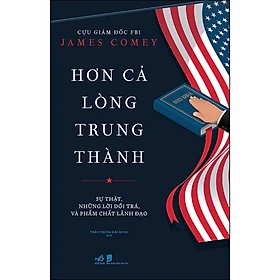 CỰU GIÁM ĐỐC FBI
JAMES COMEY
HƠN CẢ
LÒNG
TRUNG
THÀNH
SỰ THẬT,
NHỮNG LỜI DỐI TRÁ,
VÀ PHẨM CHẤT LÃNH ĐẠO